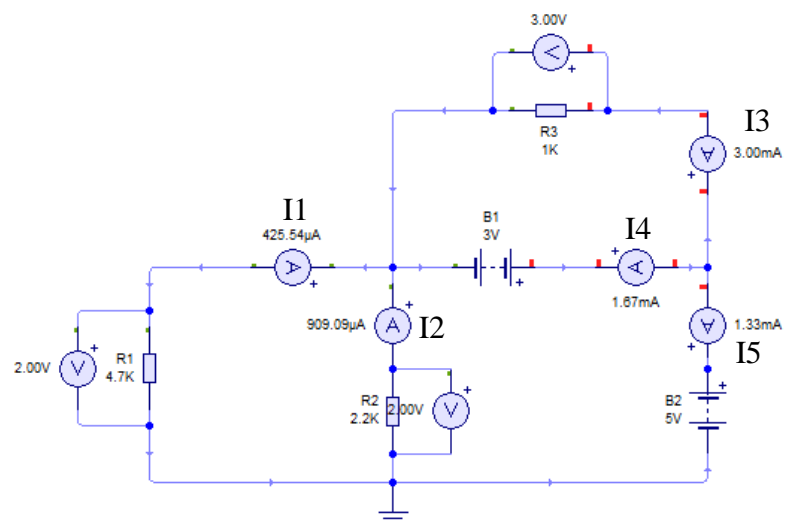 3.00V
R3
1K
I3
3.00mA
I1
425.54µA
B1
3V
I4
1.67mA
909.09µA
I2
1.33mA
I5
2.00V
R1
4.7K
R2
2.2K
2.00V
B2
5V